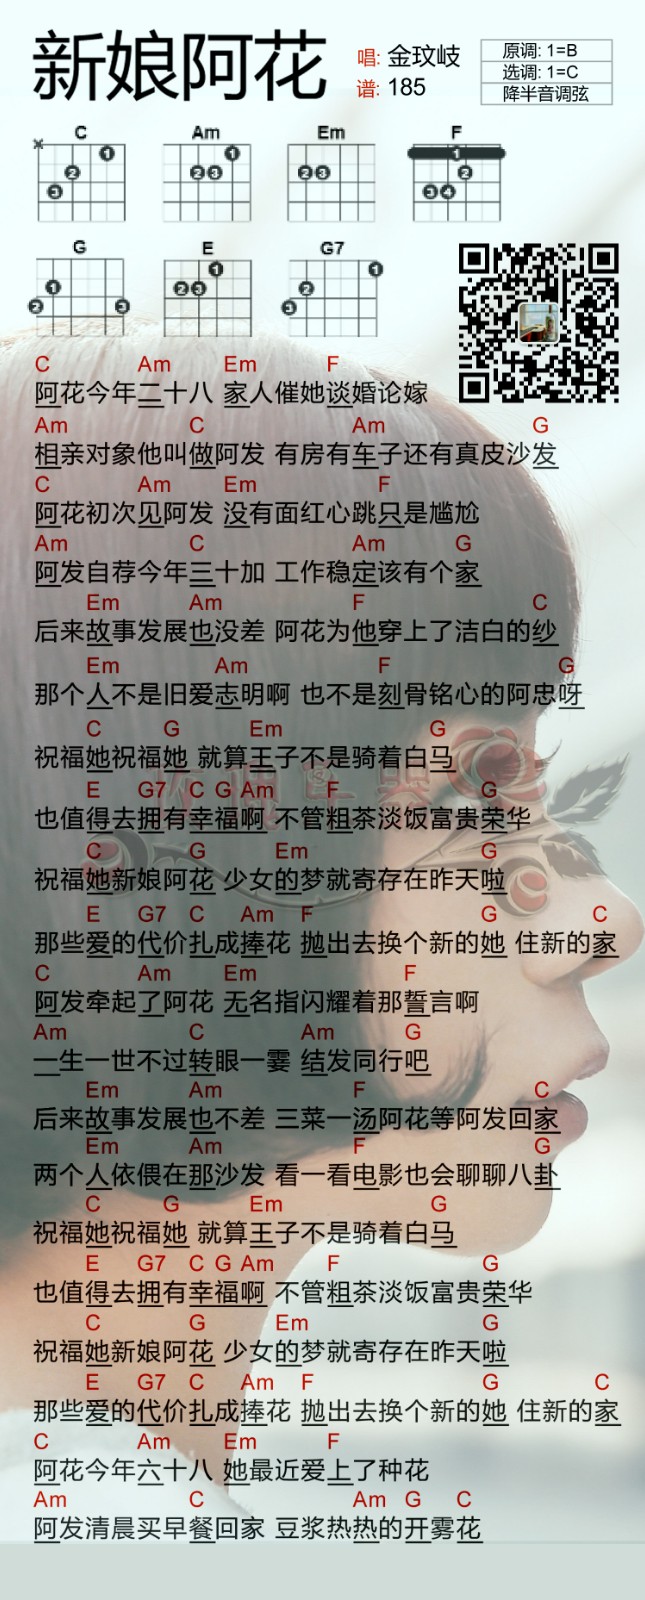 新娘阿花
唱: 金玟岐
谱: 185
原调: 1=B
选调: 1=C
降半音调弦
C Am Em F
G E G7
C Am Em F
阿花今年二十八 家人催她谈婚论嫁
Am C Am G
相亲对象他叫做阿发 有房有车子还有真皮沙发
C Am Em F
阿花初次见阿发 没有面红心跳只是尴尬
Am C Am G
阿发自荐今年三十加 工作稳定该有个家
Em Am F C
后来故事发展也没差 阿花为他穿上了洁白的纱
Em Am F G
那个人不是旧爱志明啊 也不是刻骨铭心的阿忠呀
C G Em G
祝福她祝福她 就算王子不是骑着白马
E G7 C G Am F G
也值得去拥有幸福啊 不管粗茶淡饭富贵荣华
C G Em G
祝福她新娘阿花 少女的梦就寄存在昨天啦
E G7 C Am F G C
那些爱的代价扎成捧花 抛出去换个新的她 住新的家
C Am Em F
阿发牵起了阿花 无名指闪耀着那誓言啊
Am C Am G
一生一世不过转眼一霎 结发同行吧
Em Am F C
后来故事发展也不差 三菜一汤阿花等阿发回家
Em Am F G
两个人依偎在那沙发 看一看电影也会聊聊八卦
C G Em G
祝福她祝福她 就算王子不是骑着白马
E G7 C G Am F G
也值得去拥有幸福啊 不管粗茶淡饭富贵荣华
C G Em G
祝福她新娘阿花 少女的梦就寄存在昨天啦
E G7 C Am F G C
那些爱的代价扎成捧花 抛出去换个新的她 住新的家
C Am Em F
阿花今年六十八 她最近爱上了种花
Am C Am G C
阿发清晨买早餐回家 豆浆热热的开雾花